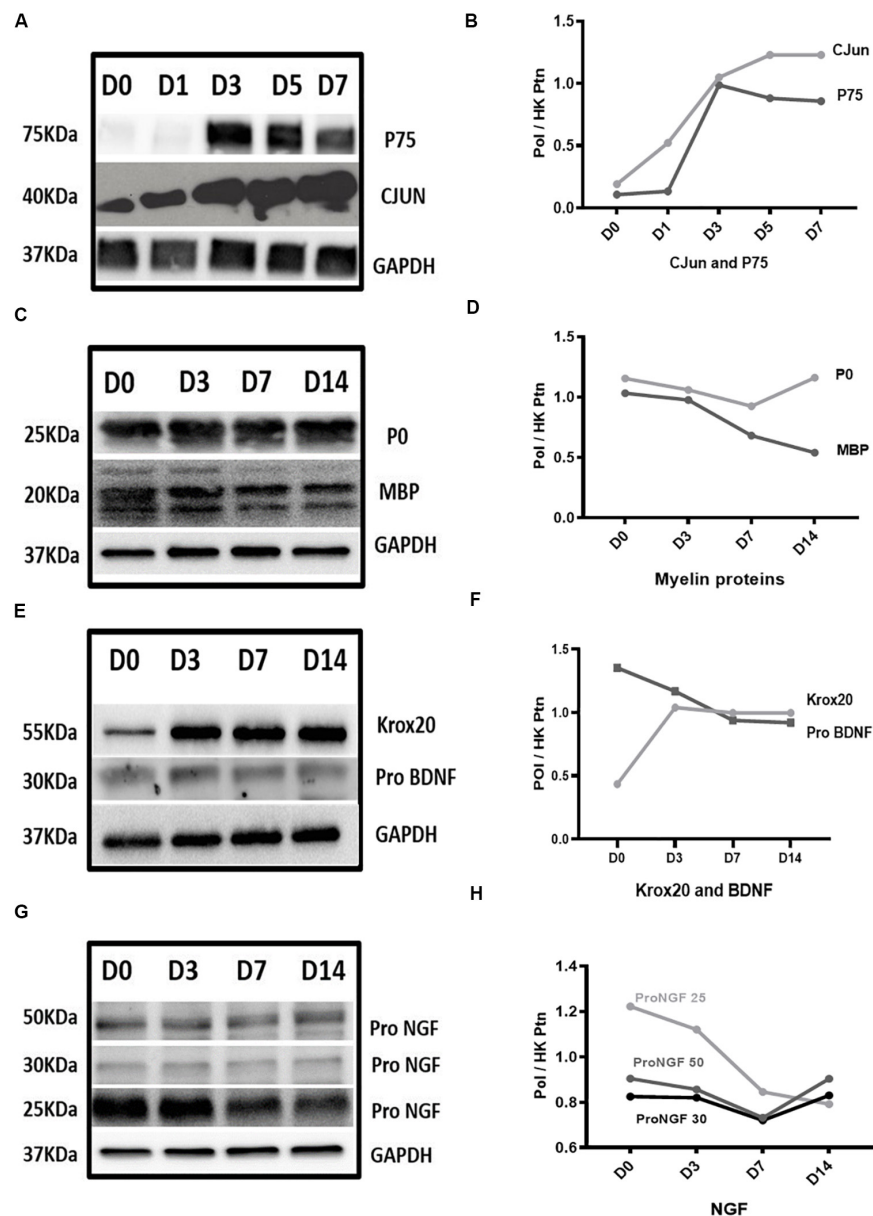 A
D0 D1 D3 D5 D7
75KDa
P75
40KDa
CJUN
37KDa
GAPDH
B
Pol / HK Ptn
1.5
1.0
0.5
0.0
CJun
P75
D0 D1 D3 D5 D7
CJun and P75
C
D0 D3 D7 D14
25KDa
P0
20KDa
MBP
37KDa
GAPDH
D
Pol / HK Ptn
1.5
1.0
0.5
0.0
P0
MBP
D0 D3 D7 D14
Myelin proteins
E
D0 D3 D7 D14
55KDa
Krox20
30KDa
Pro BDNF
37KDa
GAPDH
F
POl / HK Ptn
1.5
1.0
0.5
0.0
Krox20
Pro BDNF
D0 D3 D7 D14
Krox20 and BDNF
G
D0 D3 D7 D14
50KDa
Pro NGF
30KDa
Pro NGF
25KDa
Pro NGF
37KDa
GAPDH
H
Pol / HK Ptn
1.4
1.2
1.0
0.8
0.6
ProNGF 25
ProNGF 50
ProNGF 30
D0 D3 D7 D14
NGF